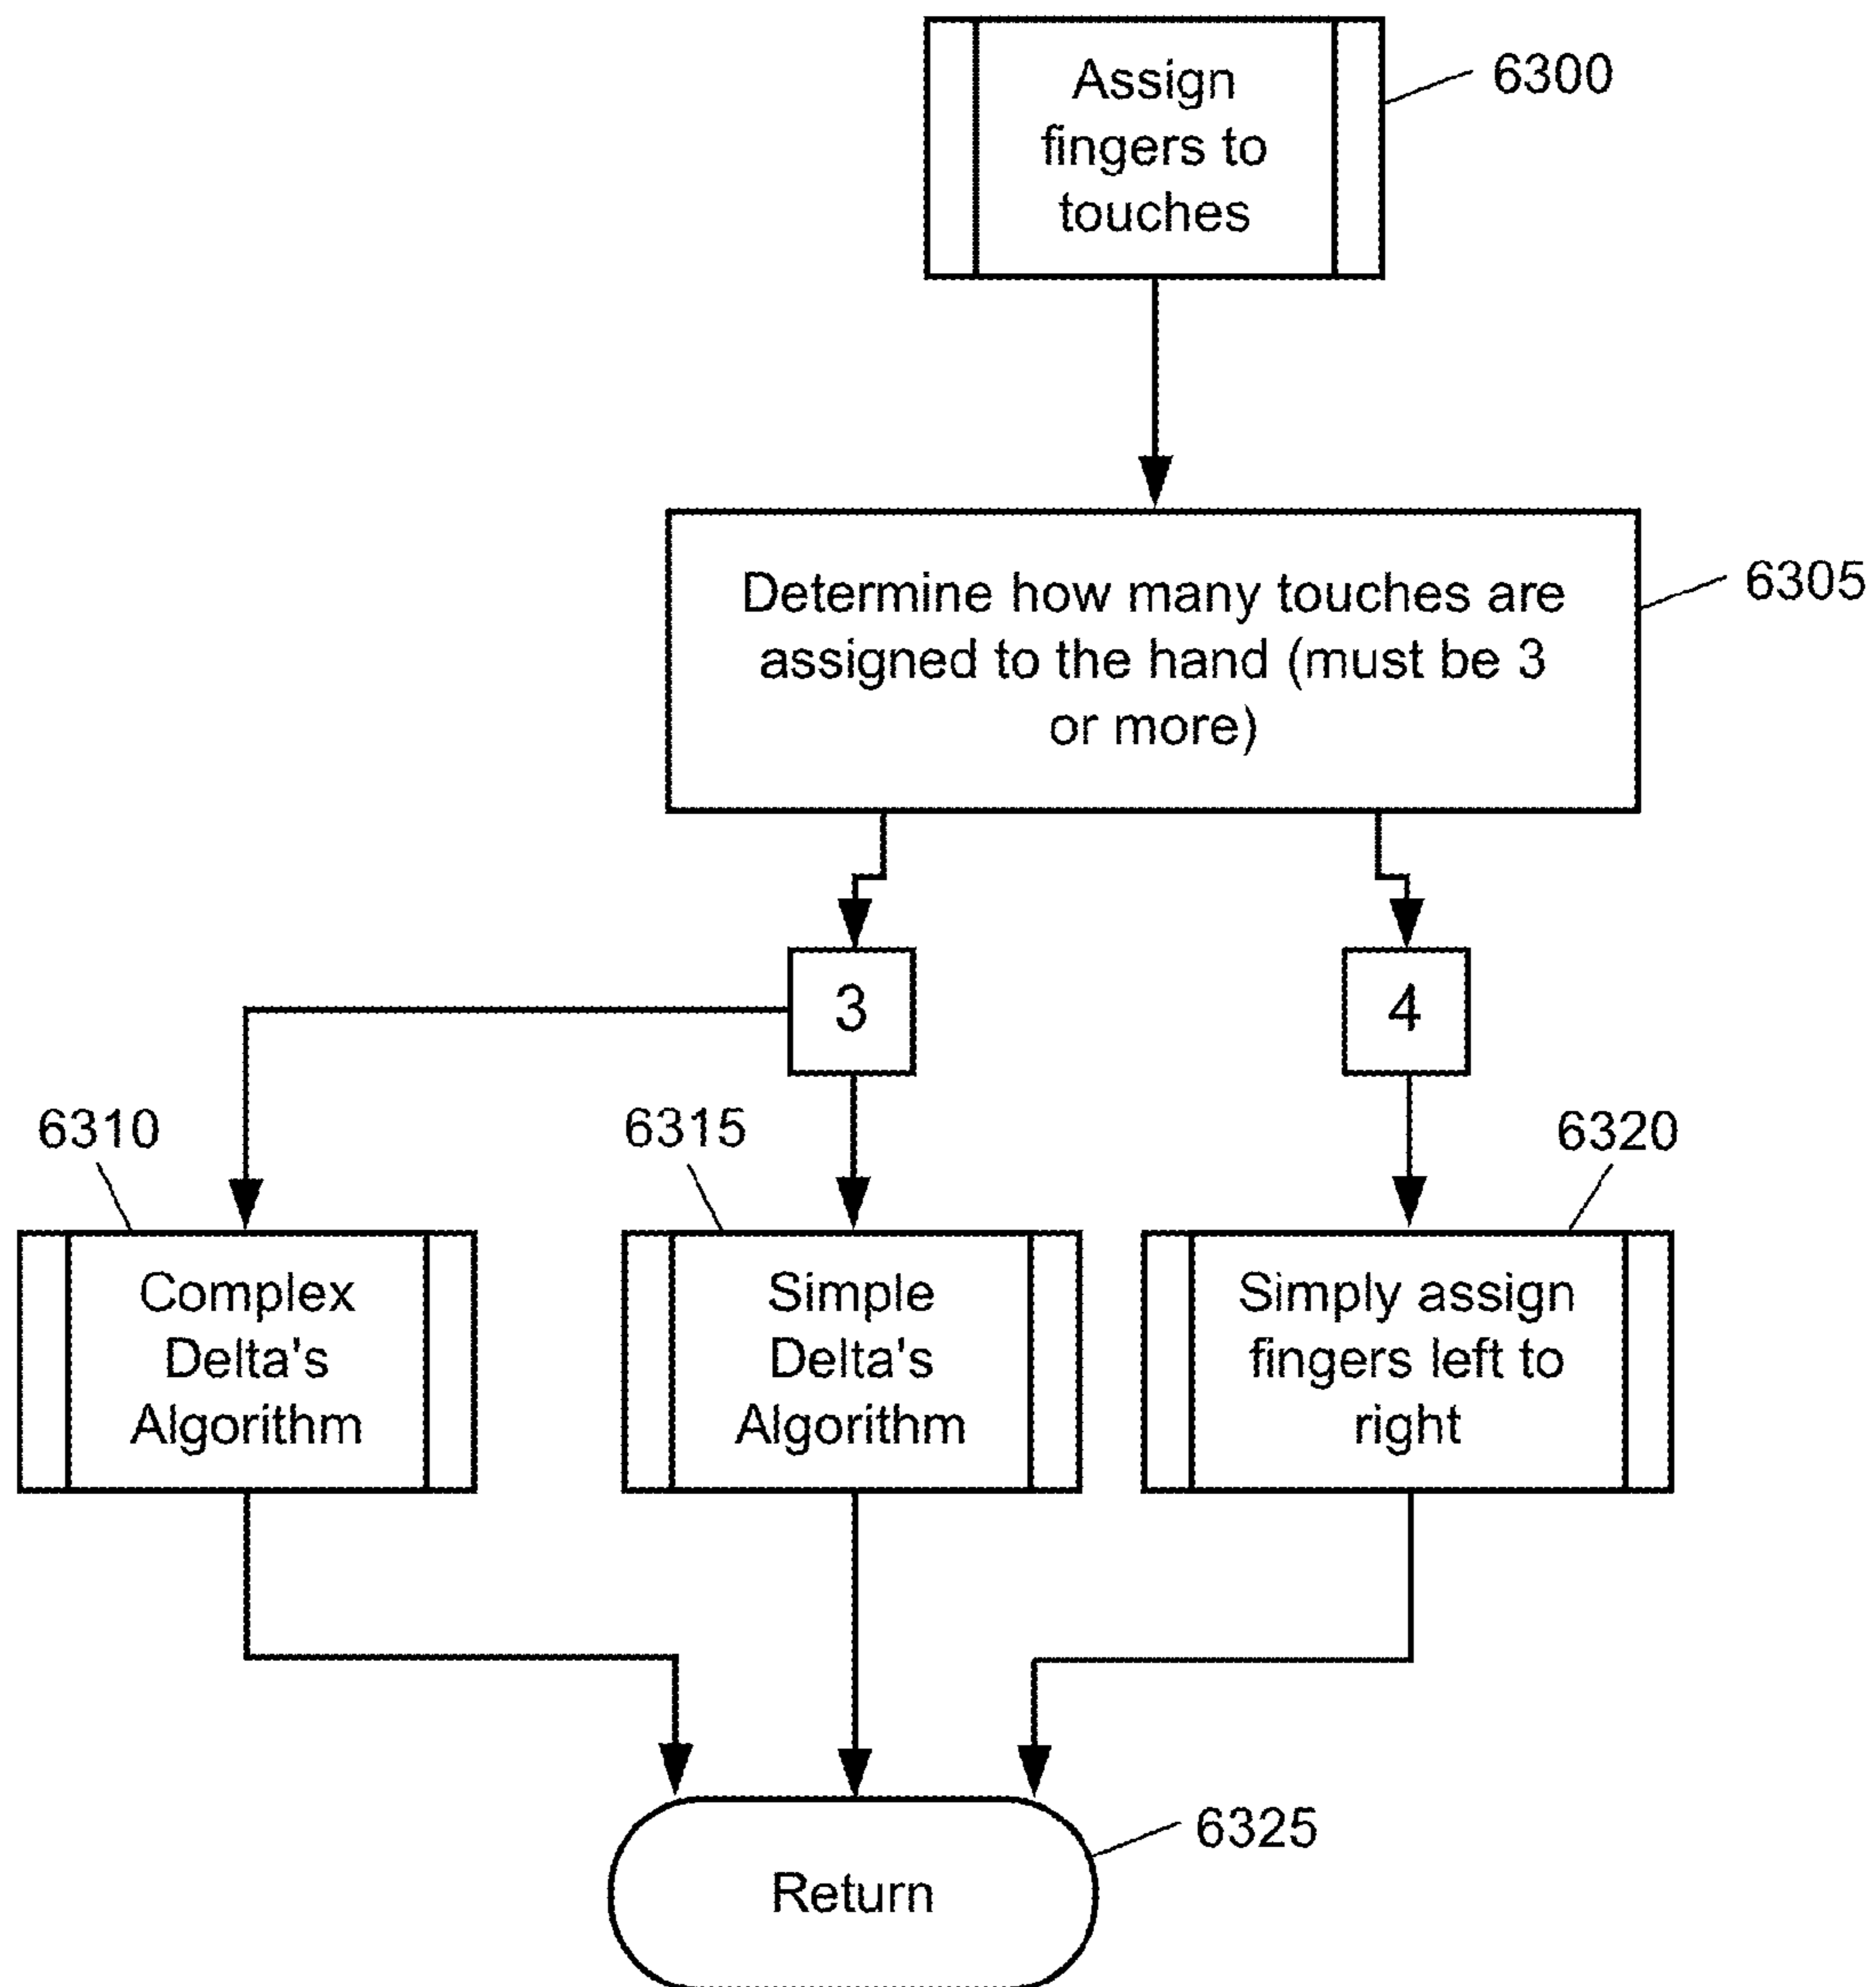 Assign
fingers to
touches
6300
Determine how many touches are
assigned to the hand (must be 3
or more)
6305
3
4
6310
6315
6320
Complex
Delta's
Algorithm
Simple
Delta's
Algorithm
Simply assign
fingers left to
right
Return
6325